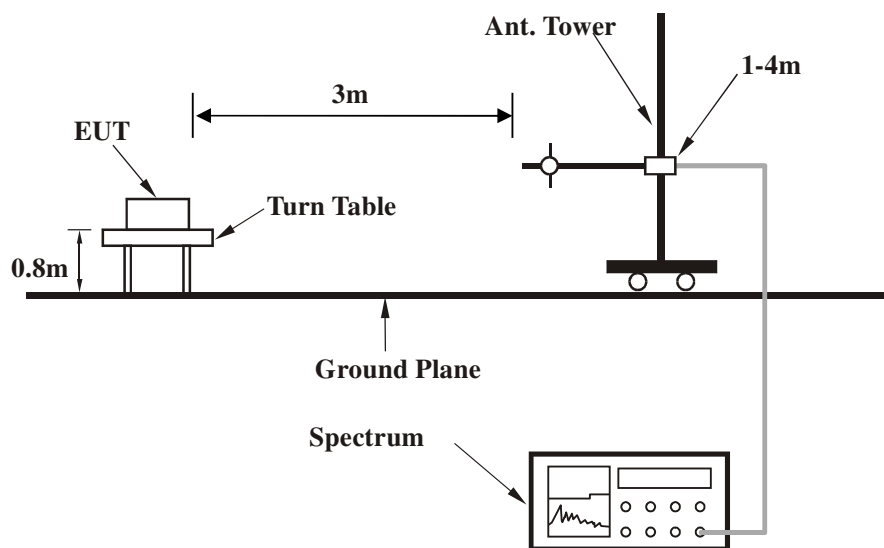 Ant. Tower
1-4m
3m
EUT
Turn Table
0.8m
Ground Plane
Spectrum